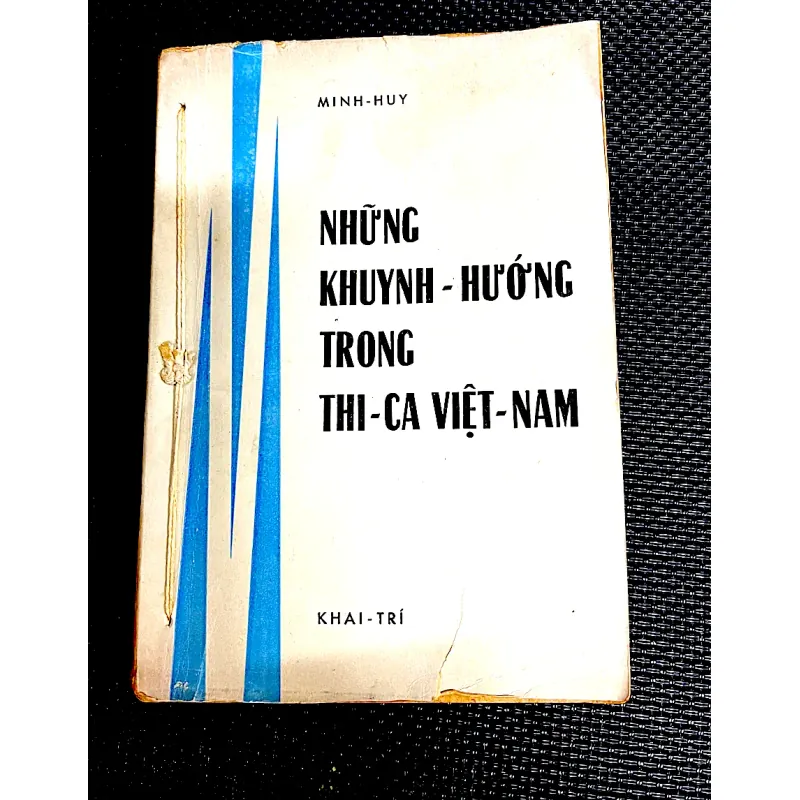 MINH-HUY
NHỮNG
KHUYNH-HƯỚNG
TRONG
THI-CA VIỆT-NAM
KHAI-TRÍ